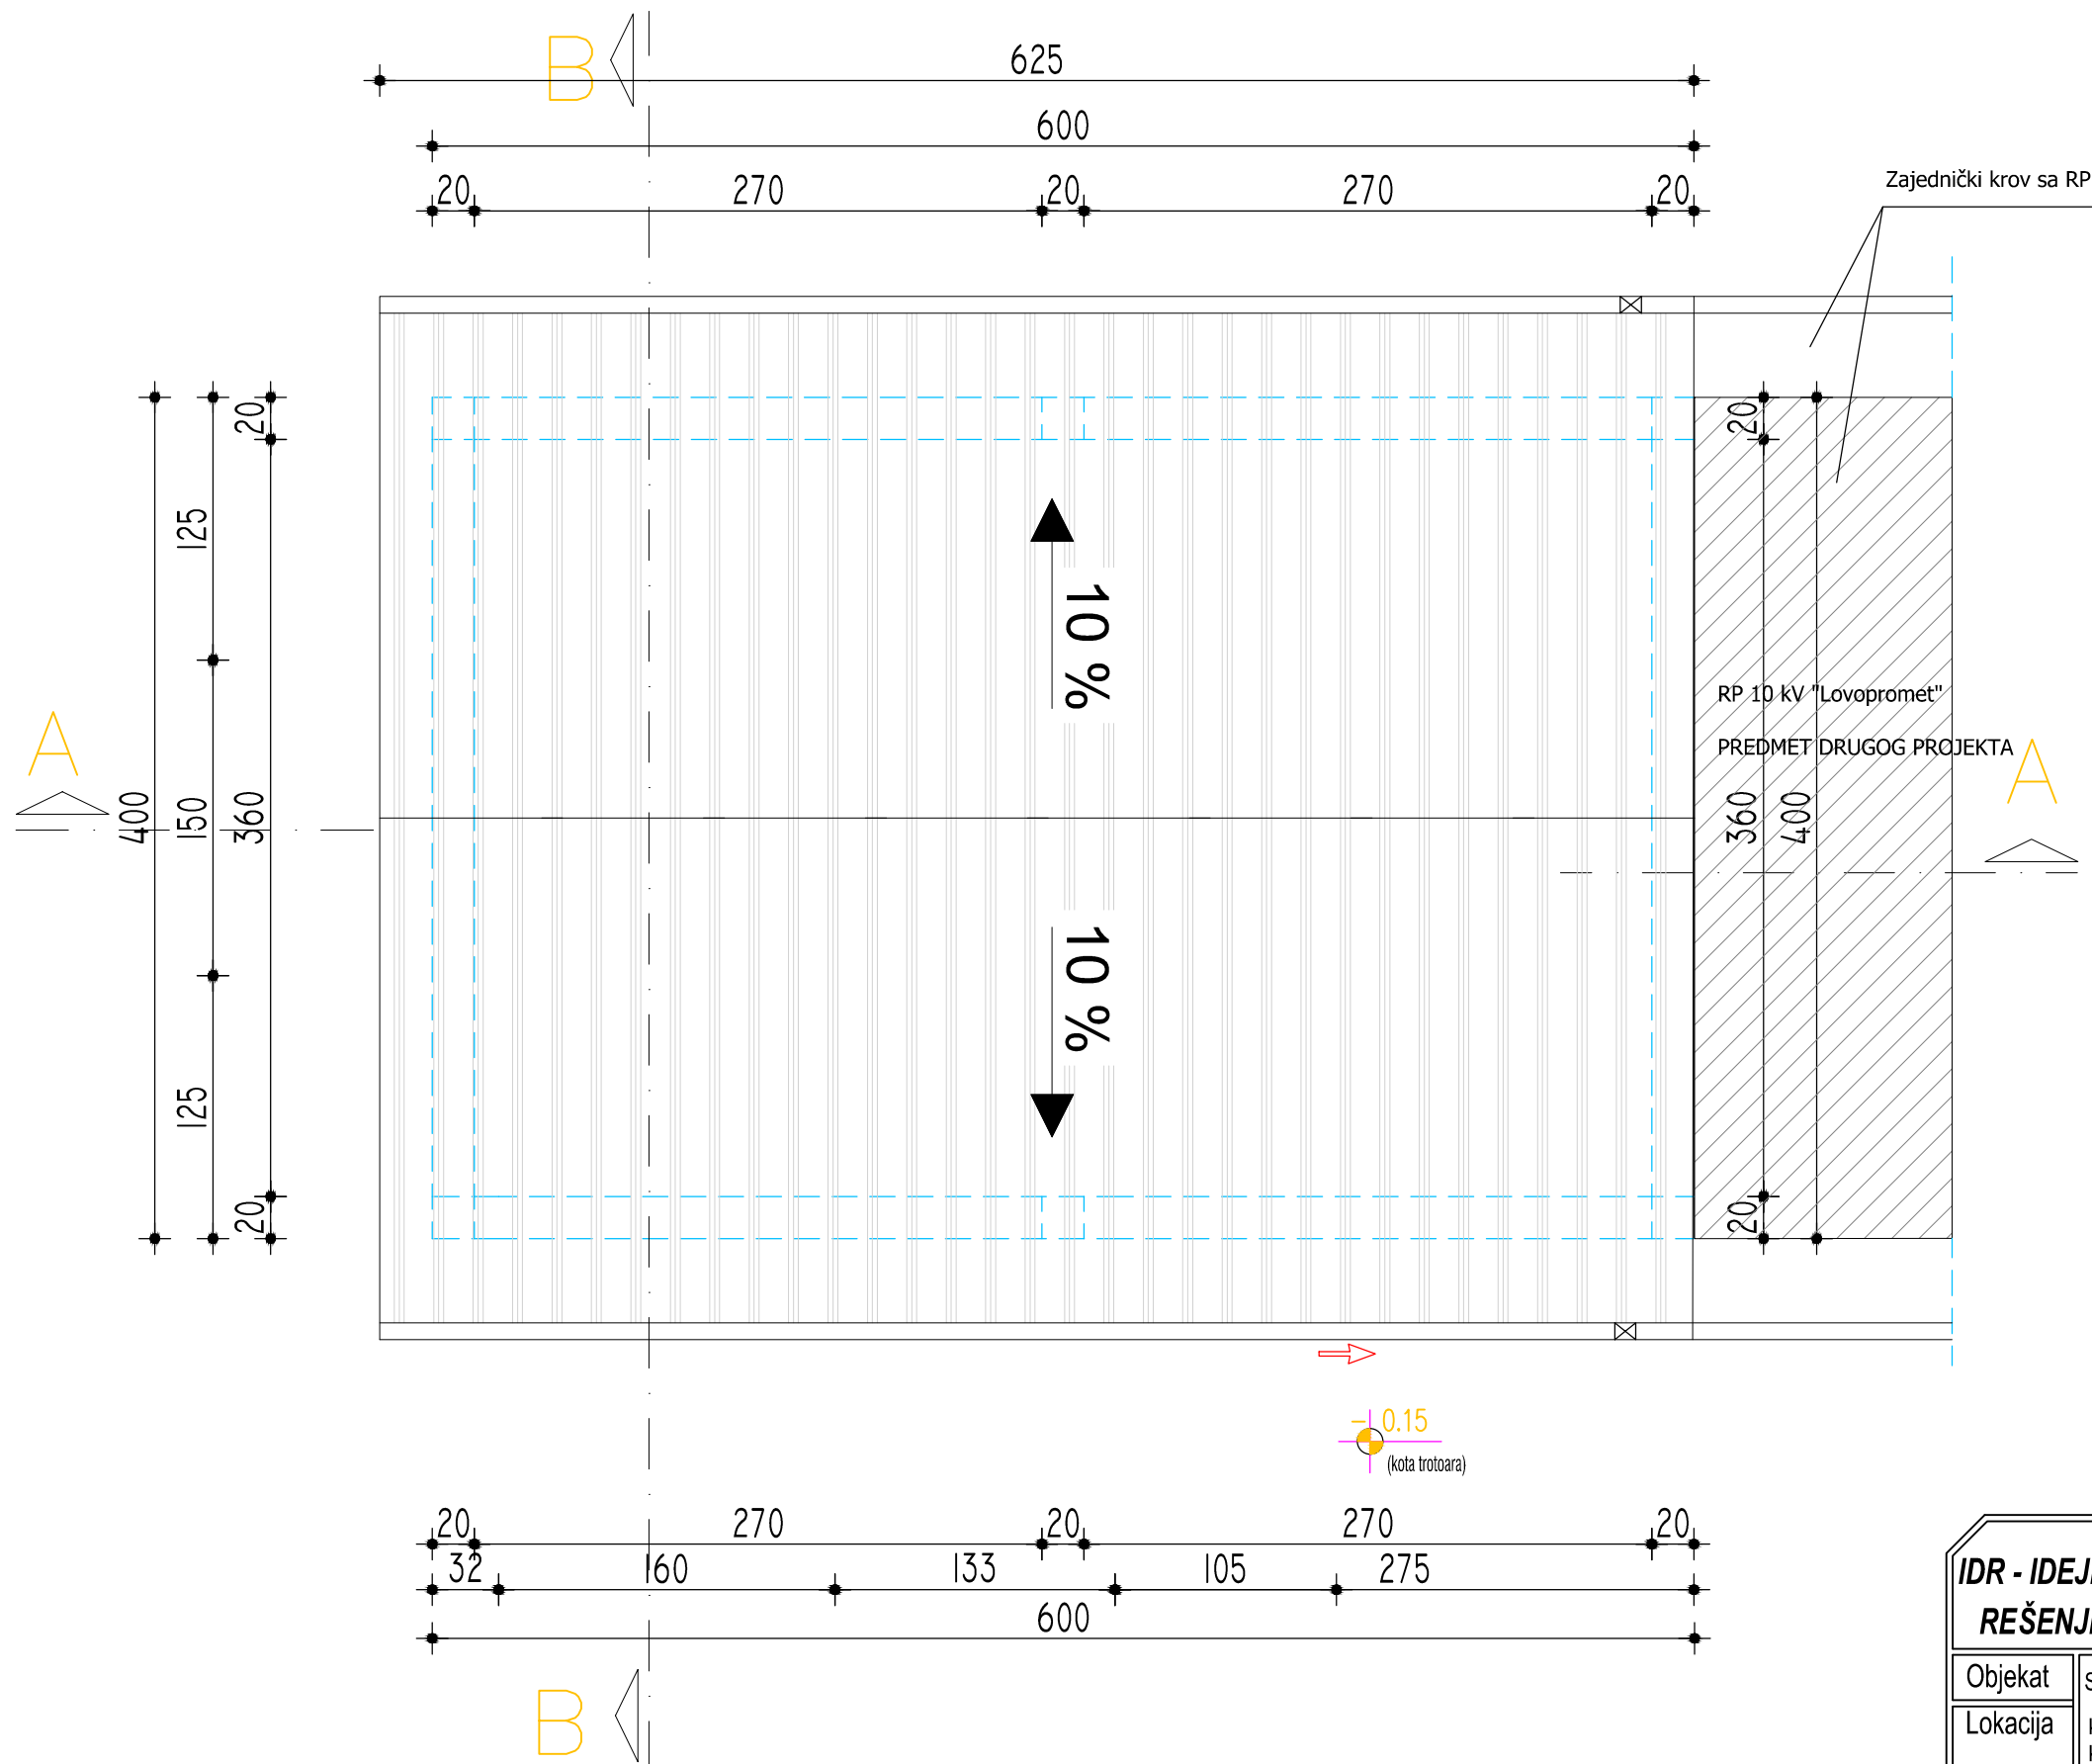 B
625
600
20 270 20 270 20
Zajednički krov sa RP
20
125
400
150
360
125
20
A
10 %
10 %
20
RP 10 kV "Lovopromet"
PREDMET DRUGOG PROJEKTA
360
400
20
A
- 0.15
(kota trotoara)
20 270 20 270 20
32 160 133 105 275
600
B
REŠENJ
Objekat
Lokacija